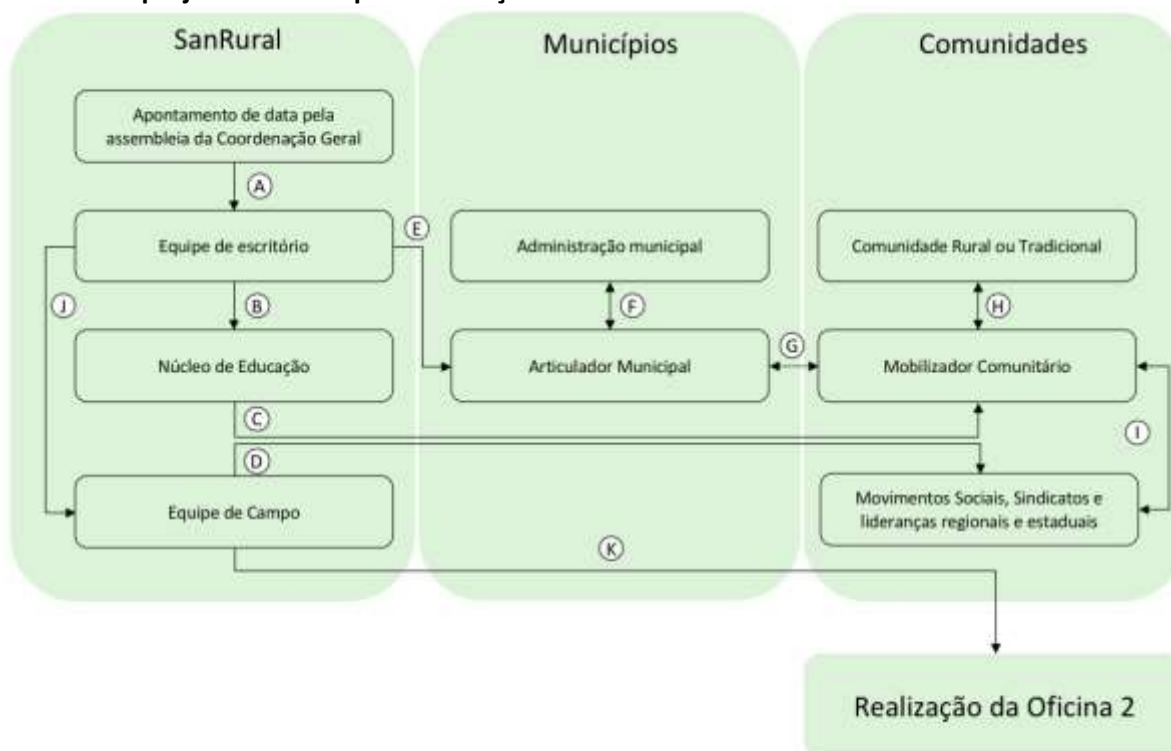 SanRural
Municípios
Comunidades
Apontamento de data pela
assembleia da Coordenação Geral
A
Equipe de escritório
E
Administração municipal
Comunidade Rural ou Tradicional
J
B
F
H
Núcleo de Educação
Articulador Municipal
G
Mobilizador Comunitário
C
D
I
Equipe de Campo
Movimentos Sociais, Sindicatos e
lideranças regionais e estaduais
K
Realização da Oficina 2